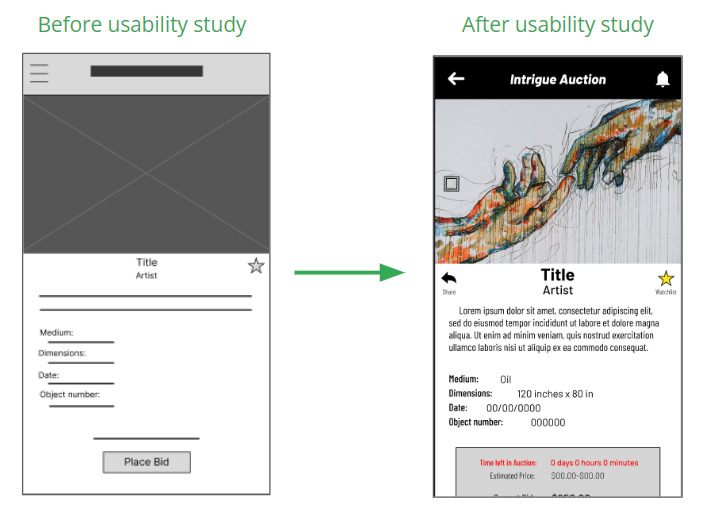 Before usability study
After usability study
Title
Artist
Medium:
Dimensions:
Date:
Object number:
Place Bid
Intrigue Auction
Share
Title
Artist
Watchlist
Lorem ipsum dolor sit amet, consectetur adipiscing elit,
sed do eiusmod tempor incididunt ut labore et dolore magna
aliqua. Ut enim ad minim veniam, quis nostrud exercitation
ullamco laboris nisi ut aliquip ex ea commodo consequat.
Medium: Oil
Dimensions: 120 inches x 80 in
Date: 00/00/0000
Object number: 000000
Time left in Auction: 0 days 0 hours 0 minutes
Estimated Price: $00.00-$00.00